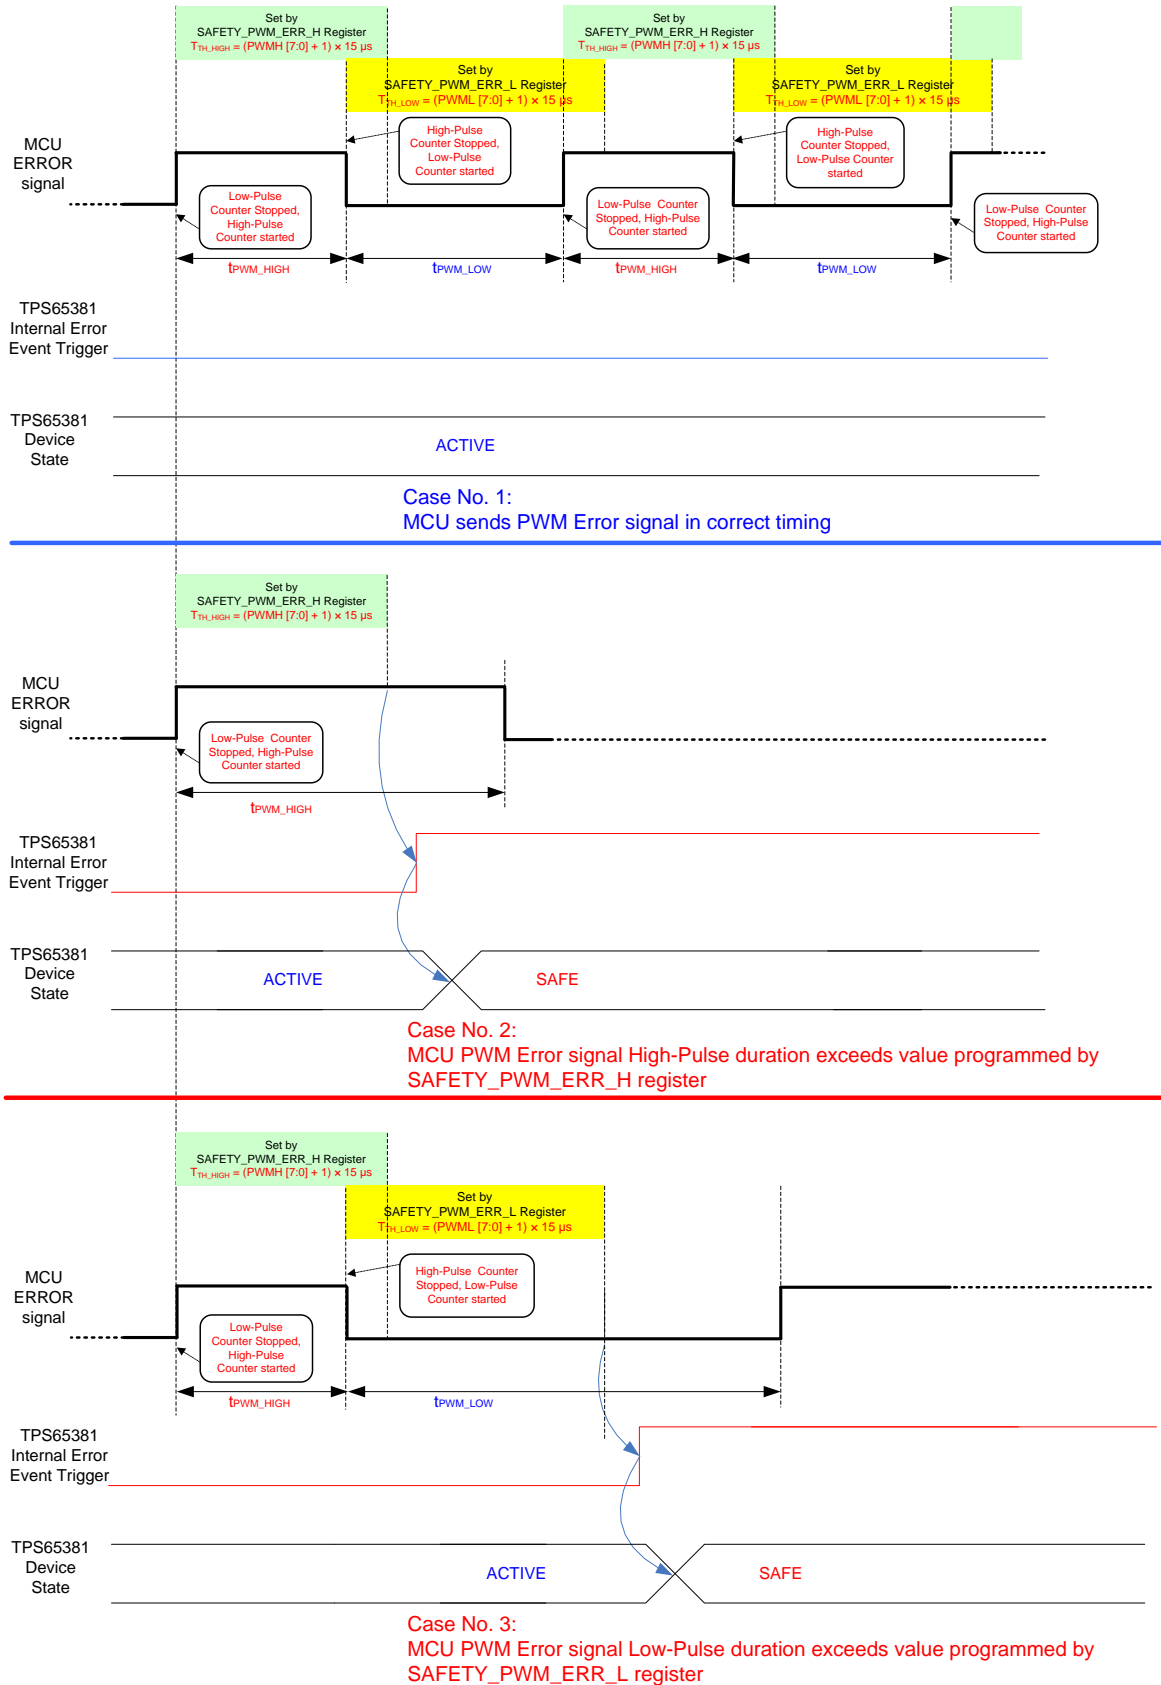 Set by
SAFETY_PWM_ERR_H Register
TTH_HIGH = (PWMH [7:0] + 1) × 15 µs
Set by
SAFETY_PWM_ERR_H Register
TTH_HIGH = (PWMH [7:0] + 1) × 15 µs
Set by
SAFETY_PWM_ERR_L Register
TTH_LOW = (PWML [7:0] + 1) × 15 µs
Set by
SAFETY_PWM_ERR_L Register
TTH_LOW = (PWML [7:0] + 1) × 15 µs
MCU
ERROR
signal
High-Pulse
Counter Stopped,
Low-Pulse
Counter started
High-Pulse
Counter Stopped,
Low-Pulse Counter
started
Low-Pulse
Counter Stopped,
High-Pulse
Counter started
Low-Pulse Counter
Stopped, High-Pulse
Counter started
Low-Pulse Counter
Stopped, High-Pulse
Counter started
tPWM_HIGH
tPWM_LOW
tPWM_HIGH
tPWM_LOW
TPS65381
Internal Error
Event Trigger
TPS65381
Device
State
ACTIVE
Case No. 1:
MCU sends PWM Error signal in correct timing
Set by
SAFETY_PWM_ERR_H Register
TTH_HIGH = (PWMH [7:0] + 1) × 15 µs
MCU
ERROR
signal
Low-Pulse Counter
Stopped, High-Pulse
Counter started
tPWM_HIGH
TPS65381
Internal Error
Event Trigger
TPS65381
Device
State
ACTIVE
SAFE
Case No. 2:
MCU PWM Error signal High-Pulse duration exceeds value programmed by
SAFETY_PWM_ERR_H register
Set by
SAFETY_PWM_ERR_H Register
TTH_HIGH = (PWMH [7:0] + 1) × 15 µs
Set by
SAFETY_PWM_ERR_L Register
TTH_LOW = (PWML [7:0] + 1) × 15 µs
MCU
ERROR
signal
High-Pulse Counter
Stopped, Low-Pulse
Counter started
Low-Pulse
Counter Stopped,
High-Pulse
Counter started
tPWM_HIGH
tPWM_LOW
TPS65381
Internal Error
Event Trigger
TPS65381
Device
State
ACTIVE
SAFE
Case No. 3:
MCU PWM Error signal Low-Pulse duration exceeds value programmed by
SAFETY_PWM_ERR_L register